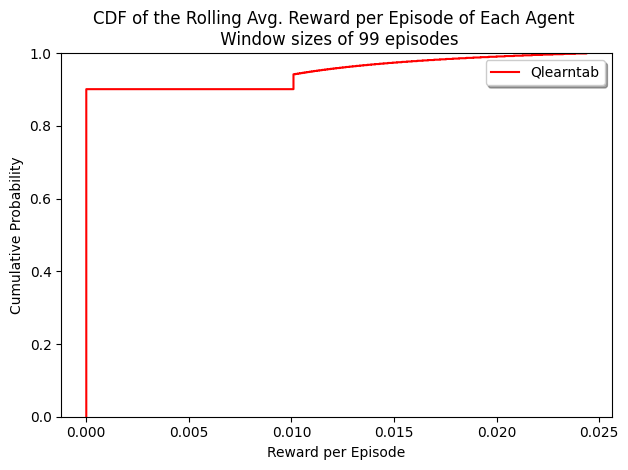 CDF of the Rolling Avg. Reward per Episode of Each Agent
Window sizes of 99 episodes
Qlearntab
Cumulative Probability
1.0
0.8
0.6
0.4
0.2
0.0
0.000 0.005 0.010 0.015 0.020 0.025
Reward per Episode